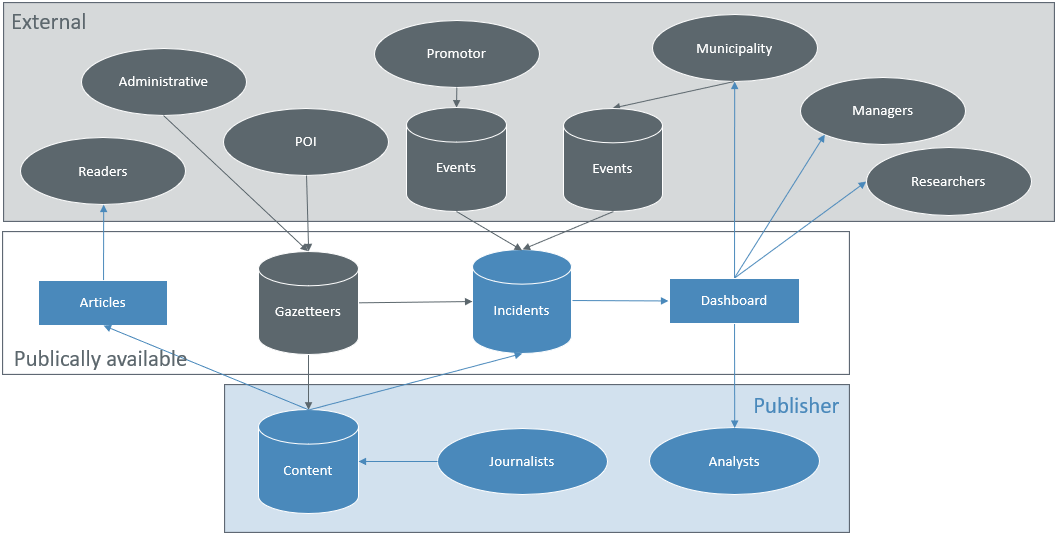 External
Promotor
Municipality
Administrative
Managers
POI
Events
Events
Readers
Researchers
Articles
Gazetteers
Incidents
Dashboard
Publically available
Publisher
Content
Journalists
Analysts